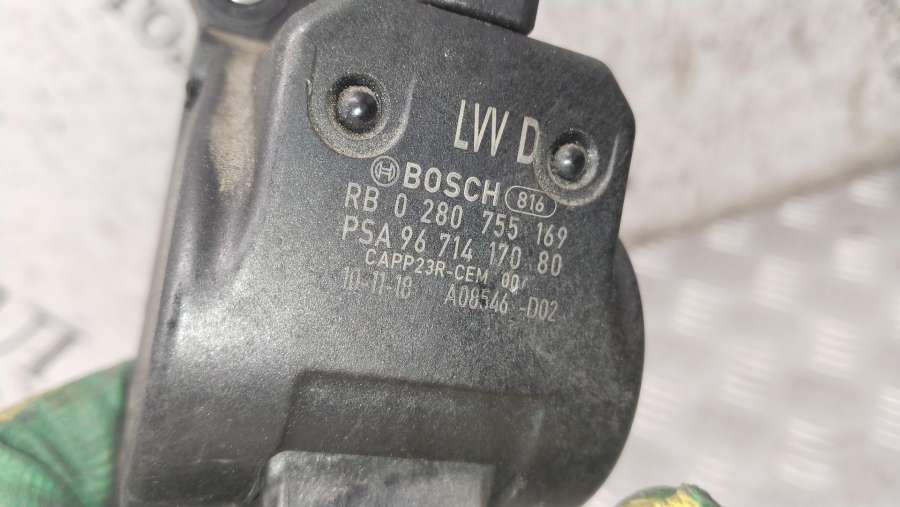 LW D
BOSCH 816
RB 0 280 755 169
PSA 96 714 170 80
CAPP23R-CEM 00
10-11-18 A08546 -D02